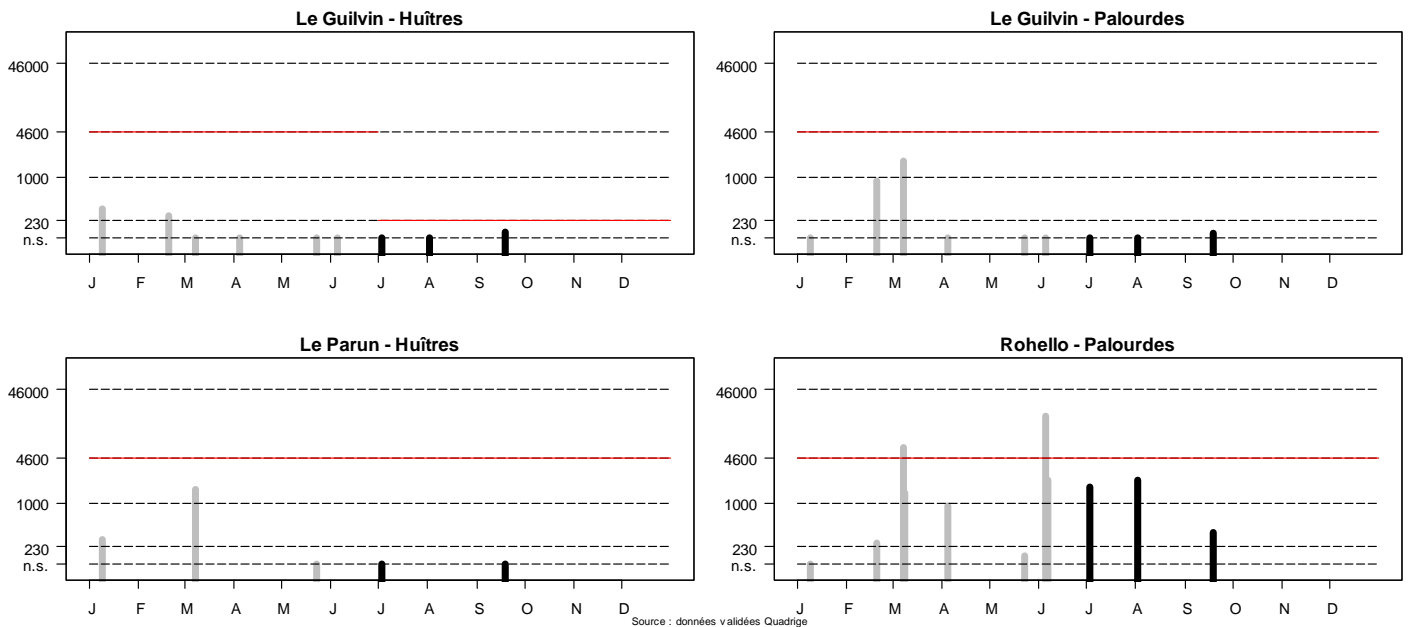 Le Guilvin - Huîtres
46000
4600
1000
230
n.s.
J F M A M J J A S O N D
Le Guilvin - Palourdes
46000
4600
1000
230
n.s.
J F M A M J J A S O N D
Le Parun - Huîtres
46000
4600
1000
230
n.s.
J F M A M J J A S O N D
Rohello - Palourdes
46000
4600
1000
230
n.s.
J F M A M J J A S O N D
Source : données validées Quadrige